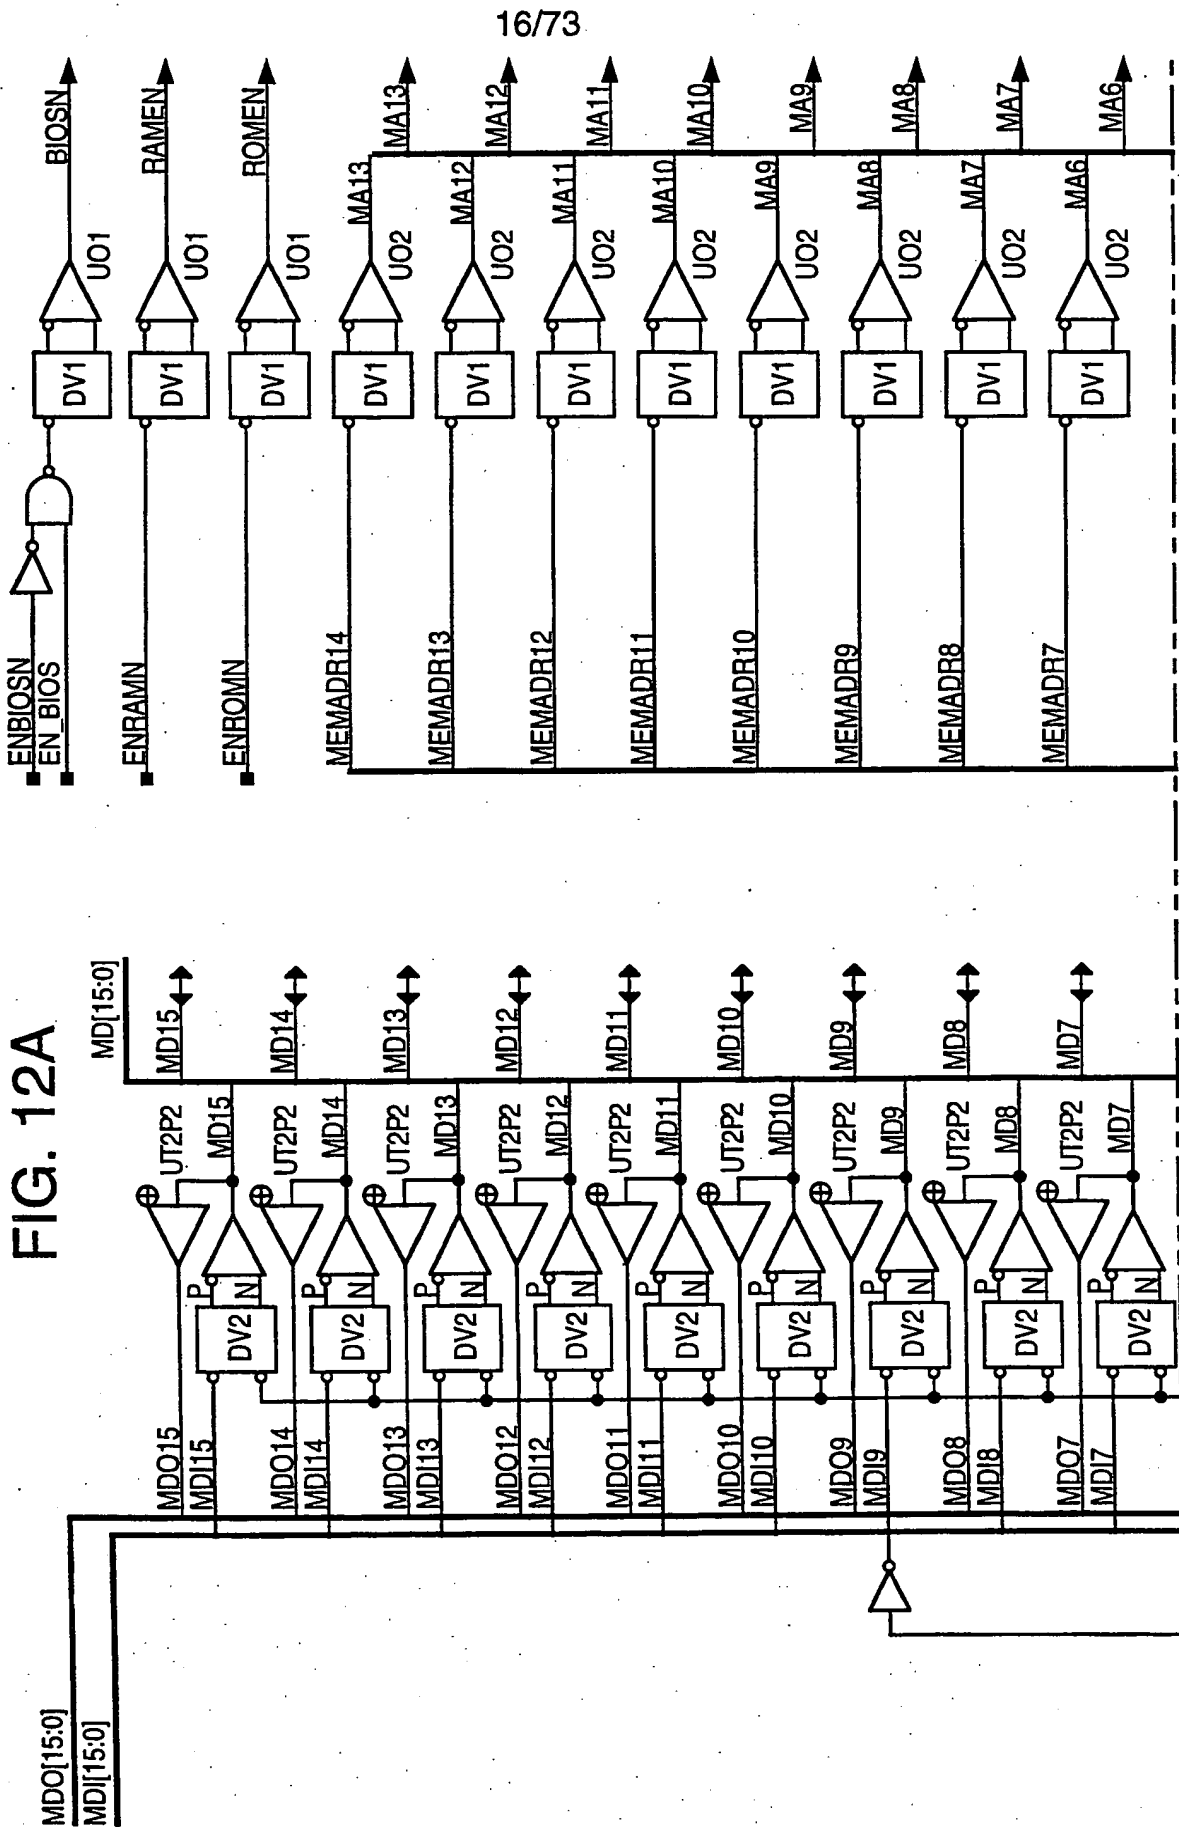 16/73
FIG. 12A
MDO[15:0]
MDI[15:0]
MD[15:0]
MDO15
MDI15
DV2
P
N
UT2P2
MD15
MD15
MDO14
MDI14
DV2
P
N
UT2P2
MD14
MD14
MDO13
MDI13
DV2
P
N
UT2P2
MD13
MD13
MDO12
MDI12
DV2
P
N
UT2P2
MD12
MD12
MDO11
MDI11
DV2
P
N
UT2P2
MD11
MD11
MDO10
MDI10
DV2
P
N
UT2P2
MD10
MD10
MDO9
MDI9
DV2
P
N
UT2P2
MD9
MD9
MDO8
MDI8
DV2
P
N
UT2P2
MD8
MD8
MDO7
MDI7
DV2
P
N
UT2P2
MD7
MD7
ENBIOSN
EN_BIOS
DV1
UO1
BIOSN
ENRAMN
DV1
UO1
RAMEN
ENROMN
DV1
UO1
ROMEN
MEMADR14
DV1
UO2
MA13
MA13
MEMADR13
DV1
UO2
MA12
MA12
MEMADR12
DV1
UO2
MA11
MA11
MEMADR11
DV1
UO2
MA10
MA10
MEMADR10
DV1
UO2
MA9
MA9
MEMADR9
DV1
UO2
MA8
MA8
MEMADR8
DV1
UO2
MA7
MA7
MEMADR7
DV1
UO2
MA6
MA6